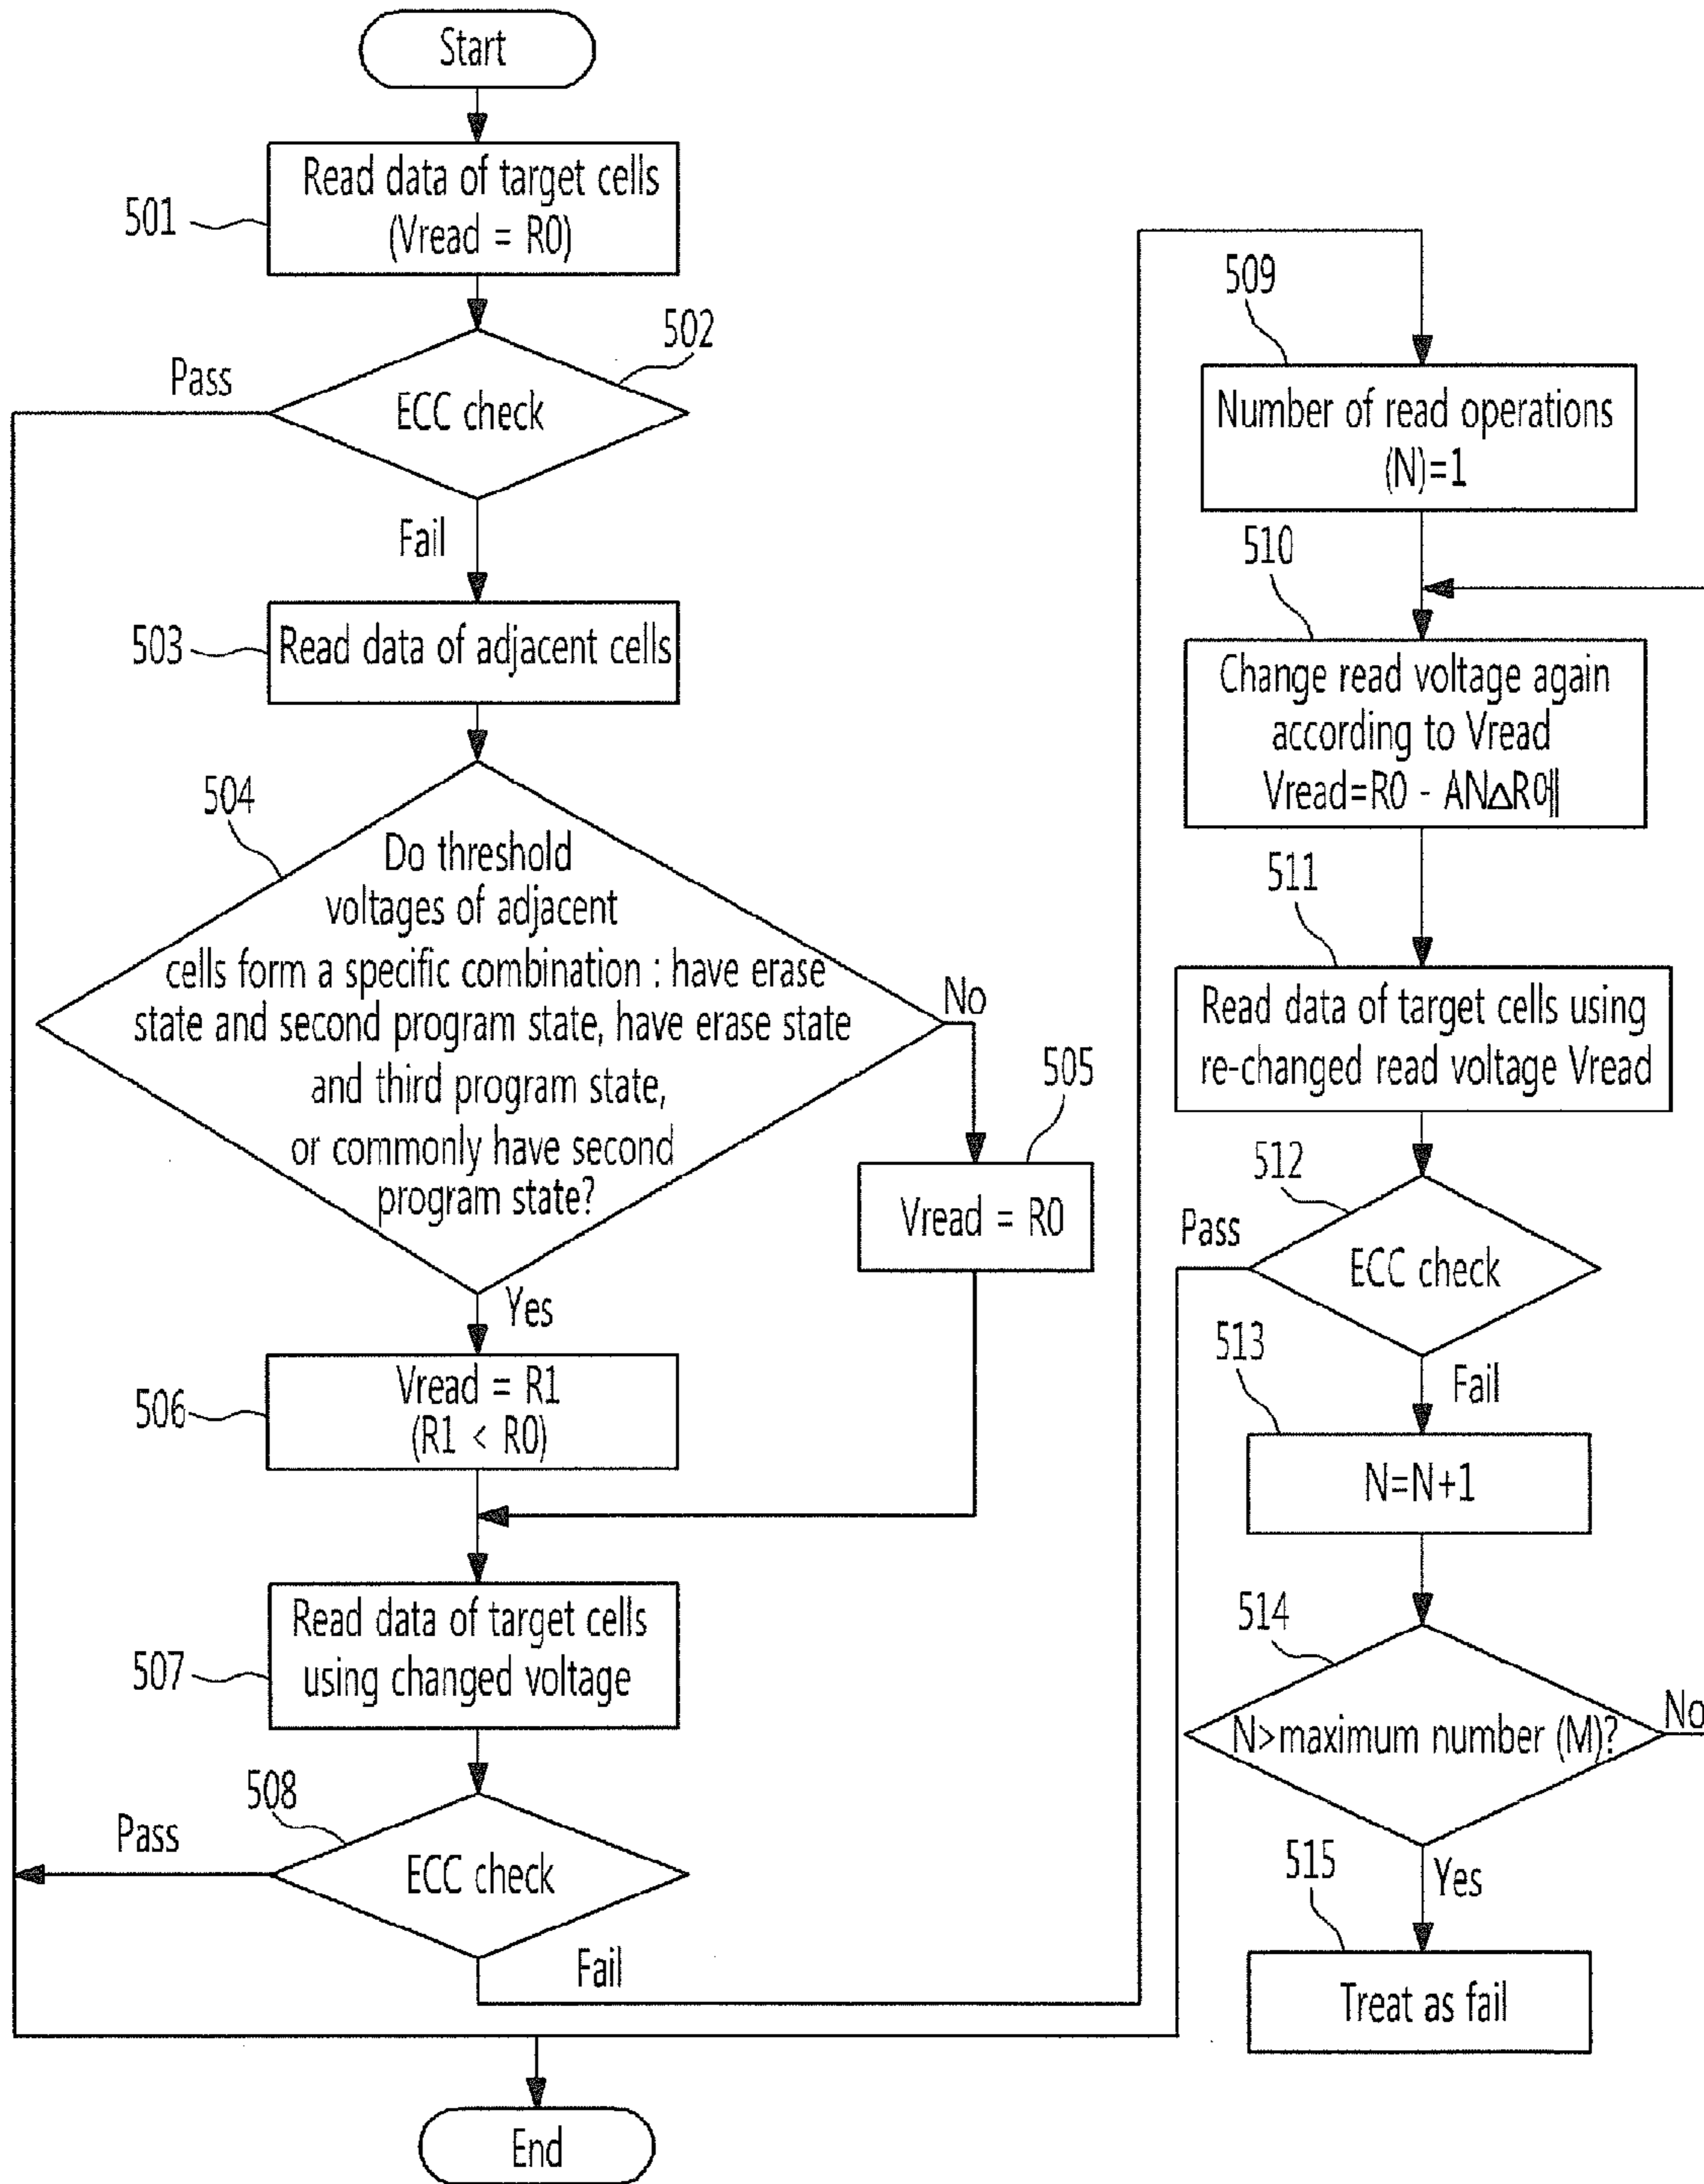 Start
501
Read data of target cells
(Vread = R0)
502
Pass
ECC check
Fail
503
Read data of adjacent cells
504
Do threshold
voltages of adjacent
cells form a specific combination : have erase
state and second program state, have erase state
and third program state,
or commonly have second
program state?
No
505
Vread = R0
Yes
506
Vread = R1
(R1 < R0)
507
Read data of target cells
using changed voltage
508
Pass
ECC check
Fail
509
Number of read operations
(N)=1
510
Change read voltage again
according to Vread
Vread=R0 - AN△R0||
511
Read data of target cells using
re-changed read voltage Vread
512
Pass
ECC check
513
Fail
N=N+1
514
N>maximum number (M)?
No
515
Yes
Treat as fail
End